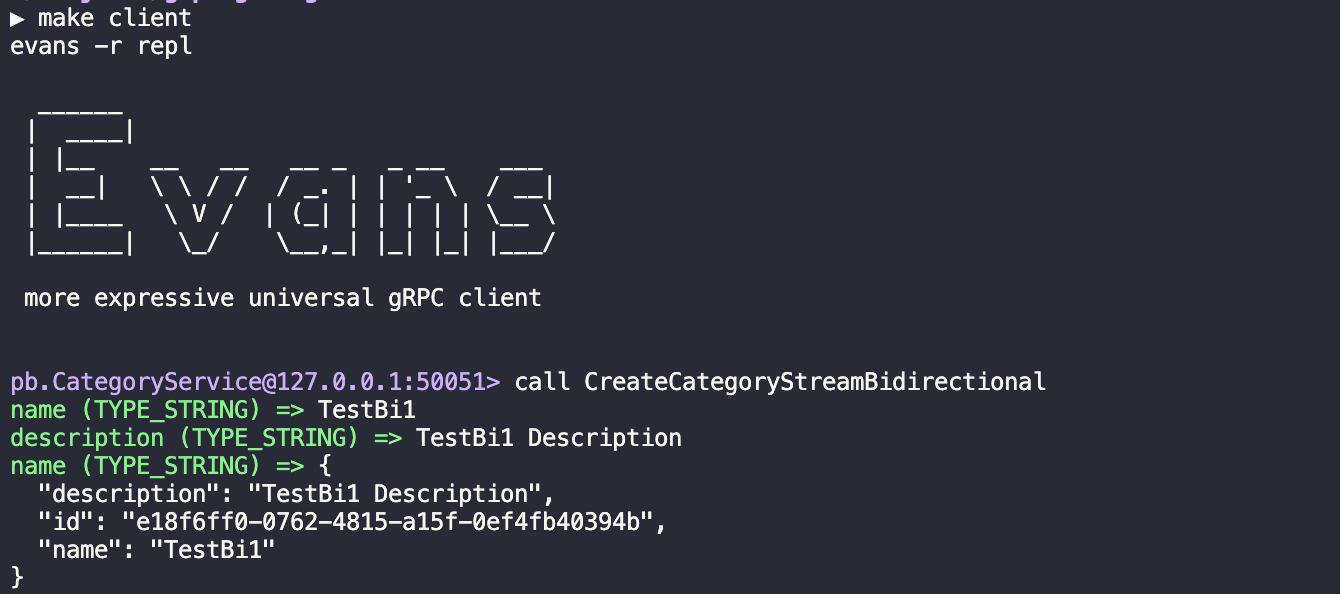 ▶ make client
evans -r repl
  ______
 |  ____|
 | |__    __   __   __ _   _ __    ___
 |  __|   \ \ / /  / _. | | '_ \  / __|
 | |____   \ V /  | (_| | | | | | \__ \
 |______|   \_/    \__,_| |_| |_| |___/
 more expressive universal gRPC client
pb.CategoryService@127.0.0.1:50051> call CreateCategoryStreamBidirectional
name (TYPE_STRING) => TestBi1
description (TYPE_STRING) => TestBi1 Description
name (TYPE_STRING) => {
  "description": "TestBi1 Description",
  "id": "e18f6ff0-0762-4815-a15f-0ef4fb40394b",
  "name": "TestBi1"
}